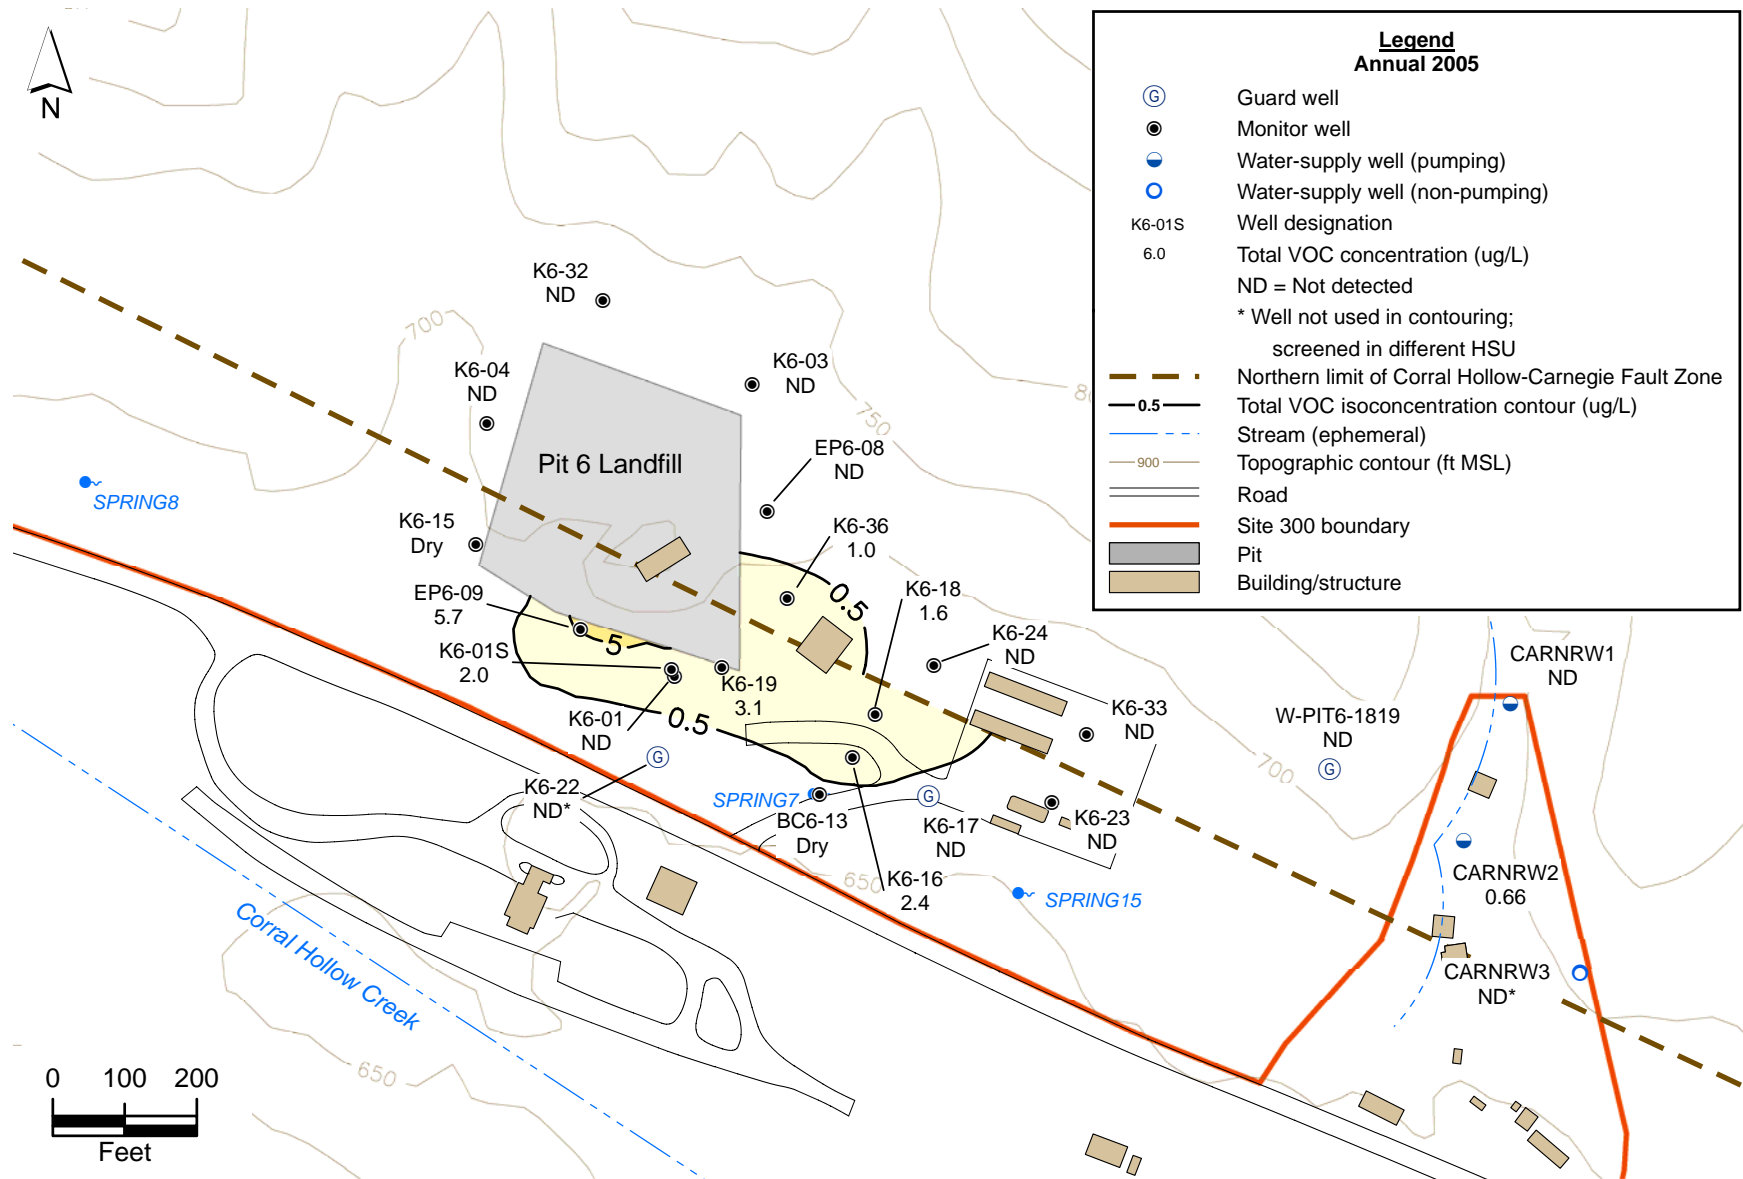 Legend
Annual 2005
G
Guard well
Monitor well
Water-supply well (pumping)
Water-supply well (non-pumping)
K6-01S
Well designation
6.0
Total VOC concentration (ug/L)
ND = Not detected
* Well not used in contouring;
screened in different HSU
Northern limit of Corral Hollow-Carnegie Fault Zone
0.5
Total VOC isoconcentration contour (ug/L)
Stream (ephemeral)
900
Topographic contour (ft MSL)
Road
Site 300 boundary
Pit
Building/structure
N
K6-32
ND
700
K6-03
ND
K6-04
ND
750
EP6-08
ND
Pit 6 Landfill
SPRING8
K6-15
Dry
K6-36
1.0
EP6-09
5.7
0.5
K6-18
1.6
5
K6-01S
2.0
K6-24
ND
K6-19
3.1
CARNRW1
ND
K6-01
ND
0.5
K6-33
ND
W-PIT6-1819
ND
G
G
700
K6-22
ND*
SPRING7
G
BC6-13
Dry
K6-17
ND
K6-23
ND
650
K6-16
2.4
CARNRW2
0.66
SPRING15
Corral Hollow Creek
CARNRW3
ND*
650
0 100 200
Feet